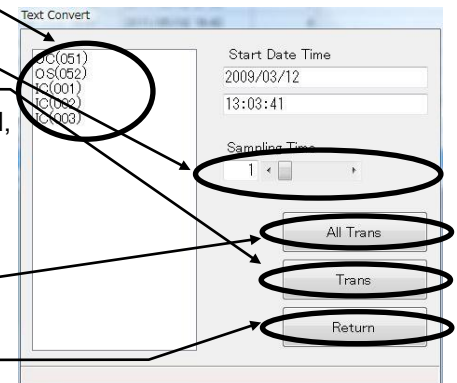 Text Convert
OC(051)
OS(052)
IC(001)
IC(002)
IC(003)
Start Date Time
2009/03/12
13:03:41
Sampling Time
1
All Trans
Trans
Return